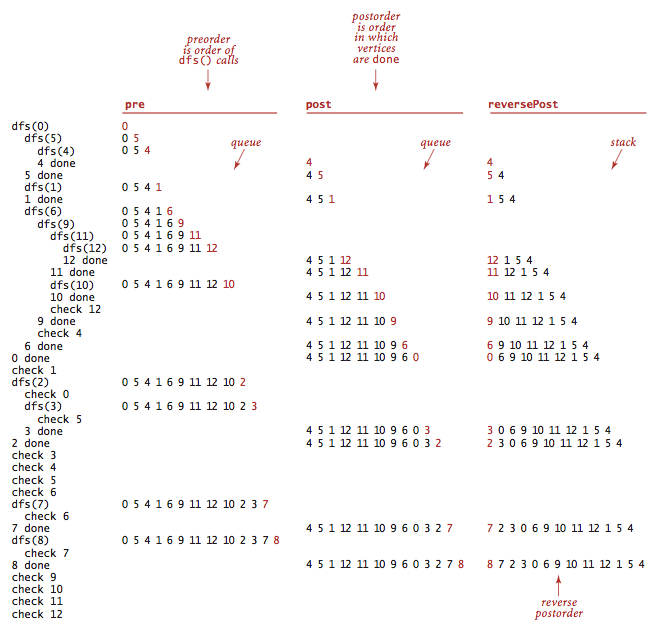 preorder
is order of
dfs() calls
postorder
is order
in which
vertices
are done
pre post reversePost
queue queue stack
dfs(0) 0
dfs(5) 0 5
dfs(4) 0 5 4
4 done 4 4
5 done 4 5 5 4
dfs(1) 0 5 4 1
1 done 4 5 1 1 5 4
dfs(6) 0 5 4 1 6
dfs(9) 0 5 4 1 6 9
dfs(11) 0 5 4 1 6 9 11
dfs(12) 0 5 4 1 6 9 11 12
12 done 4 5 1 12 12 1 5 4
11 done 4 5 1 12 11 11 12 1 5 4
dfs(10) 0 5 4 1 6 9 11 12 10
10 done 4 5 1 12 11 10 10 11 12 1 5 4
check 12
9 done 4 5 1 12 11 10 9 9 10 11 12 1 5 4
check 4
6 done 4 5 1 12 11 10 9 6 6 9 10 11 12 1 5 4
0 done 4 5 1 12 11 10 9 6 0 0 6 9 10 11 12 1 5 4
check 1
dfs(2) 0 5 4 1 6 9 11 12 10 2
check 0
dfs(3) 0 5 4 1 6 9 11 12 10 2 3
check 5
3 done 4 5 1 12 11 10 9 6 0 3 3 0 6 9 10 11 12 1 5 4
2 done 4 5 1 12 11 10 9 6 0 3 2 2 3 0 6 9 10 11 12 1 5 4
check 3
check 4
check 5
check 6
dfs(7) 0 5 4 1 6 9 11 12 10 2 3 7
check 6
7 done 4 5 1 12 11 10 9 6 0 3 2 7 7 2 3 0 6 9 10 11 12 1 5 4
dfs(8) 0 5 4 1 6 9 11 12 10 2 3 7 8
check 7
8 done 4 5 1 12 11 10 9 6 0 3 2 7 8 8 7 2 3 0 6 9 10 11 12 1 5 4
check 9
check 10
check 11
check 12
reverse
postorder